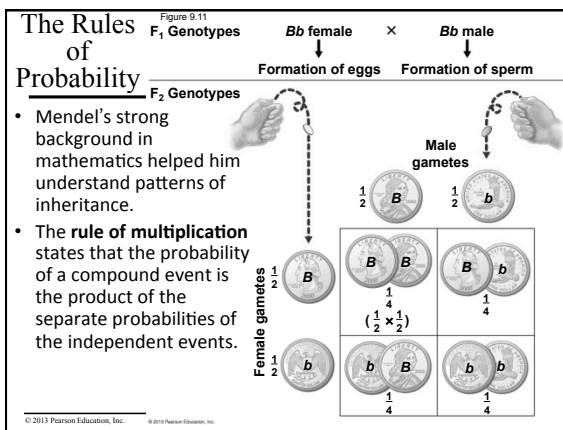 The Rules
of
Probability
• Mendel’s strong
background in
mathematics helped him
understand patterns of
inheritance.
• The rule of multiplication
states that the probability
of a compound event is
the product of the
separate probabilities of
the independent events.
Figure 9.11
F₁ Genotypes Bb female × Bb male
Formation of eggs Formation of sperm
F₂ Genotypes
Male
gametes
1/2 B 1/2 b
Female gametes
1/2 B B B B b
1/4 1/4
(1/2 × 1/2)
1/2 b b B b b
1/4 1/4
© 2013 Pearson Education, Inc. © 2013 Pearson Education, Inc.